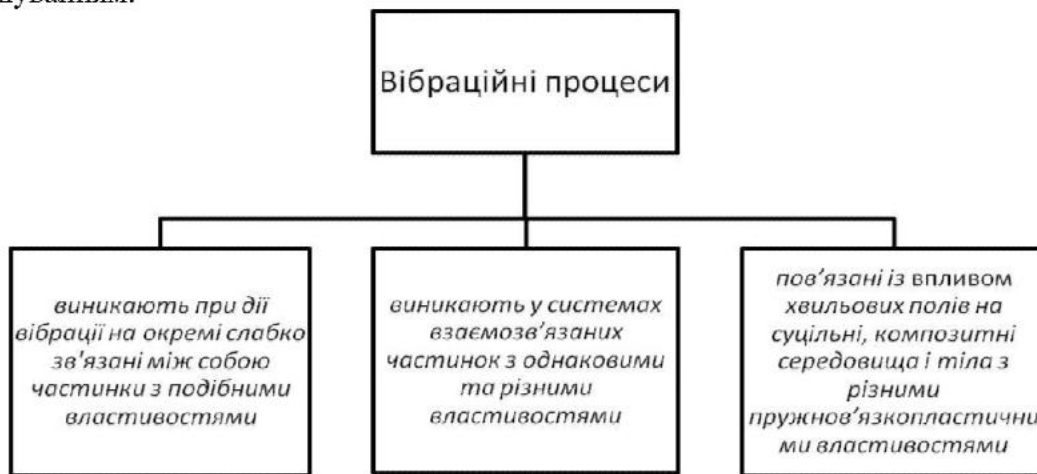 Вібраційні процеси
виникають при дії
вібрації на окремі слабко
зв'язані між собою
частинки з подібними
властивостями
виникають у системах
взаємозв’язаних
частинок з однаковими
та різними
властивостями
пов’язані із впливом
хвильових полів на
суцільні, композитні
середовища і тіла з
різними
пружнов’язкопластични
ми властивостями